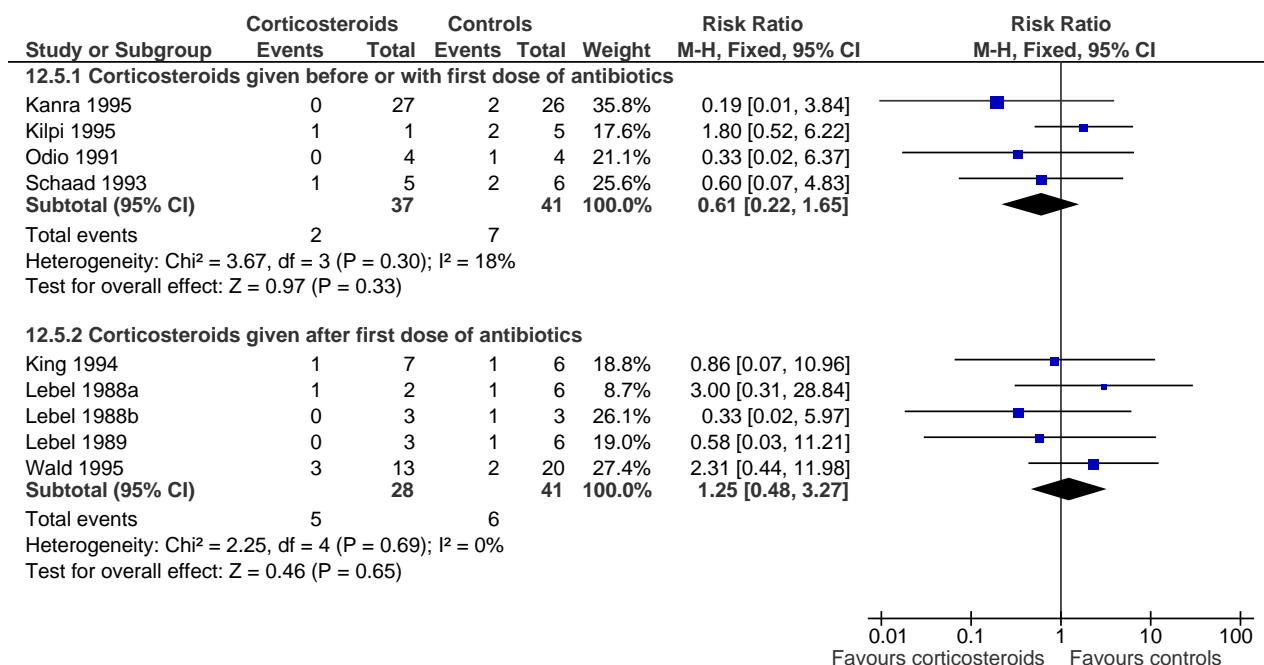 Corticosteroids Controls Risk Ratio Risk Ratio
Study or Subgroup Events Total Events Total Weight M-H, Fixed, 95% CI M-H, Fixed, 95% CI
12.5.1 Corticosteroids given before or with first dose of antibiotics
Kanra 1995 0 27 2 26 35.8% 0.19 [0.01, 3.84]
Kilpi 1995 1 1 2 5 17.6% 1.80 [0.52, 6.22]
Odio 1991 0 4 1 4 21.1% 0.33 [0.02, 6.37]
Schaad 1993 1 5 2 6 25.6% 0.60 [0.07, 4.83]
Subtotal (95% CI) 37 41 100.0% 0.61 [0.22, 1.65]
Total events 2 7
Heterogeneity: Chi² = 3.67, df = 3 (P = 0.30); I² = 18%
Test for overall effect: Z = 0.97 (P = 0.33)
12.5.2 Corticosteroids given after first dose of antibiotics
King 1994 1 7 1 6 18.8% 0.86 [0.07, 10.96]
Lebel 1988a 1 2 1 6 8.7% 3.00 [0.31, 28.84]
Lebel 1988b 0 3 1 3 26.1% 0.33 [0.02, 5.97]
Lebel 1989 0 3 1 6 19.0% 0.58 [0.03, 11.21]
Wald 1995 3 13 2 20 27.4% 2.31 [0.44, 11.98]
Subtotal (95% CI) 28 41 100.0% 1.25 [0.48, 3.27]
Total events 5 6
Heterogeneity: Chi² = 2.25, df = 4 (P = 0.69); I² = 0%
Test for overall effect: Z = 0.46 (P = 0.65)
0.01 0.1 1 10 100
Favours corticosteroids Favours controls